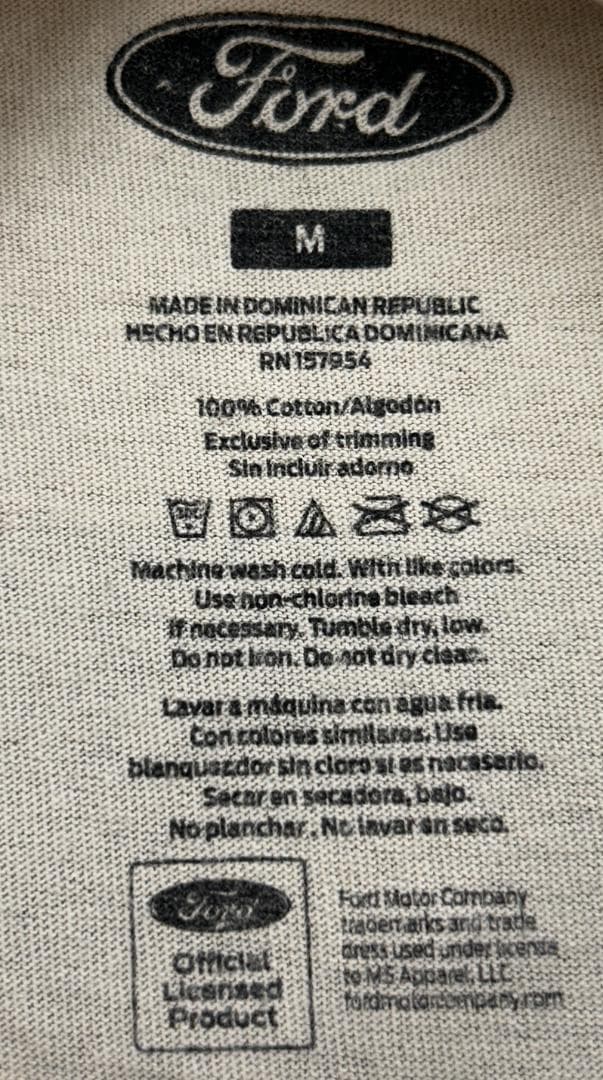 Ford
M
MADE IN DOMINICAN REPUBLIC
HECHO EN REPUBLICA DOMINICANA
RN 157954
100% Cotton/Algodón
Exclusive of trimming
Sin incluir adorno
Machine wash cold. With like colors.
Use non-chlorine bleach
if necessary. Tumble dry, low.
Do not iron. Do not dry clean.
Lavar a máquina con agua fria.
Con colores similares. Use
blanqueador sin cloro si es necesario.
Secar en secadora, bajo.
No planchar. No lavar en seco.
Ford
Official
Licensed
Product
Ford Motor Company
trademarks and trade
dress used under license
to M5 Apparel, LLC
fordmotorcompany.com